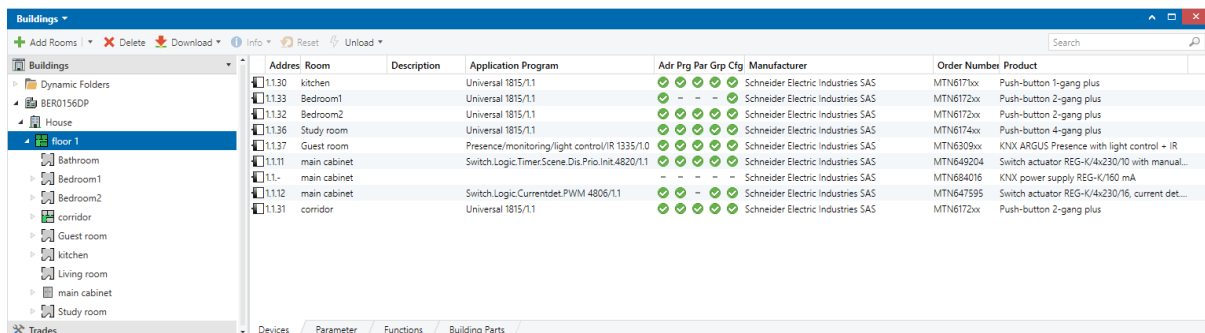 Buildings
Add Rooms Delete Download Info Reset Unload Search
Buildings
Dynamic Folders
BER0156DP
House
floor 1
Bathroom
Bedroom1
Bedroom2
corridor
Guest room
kitchen
Living room
main cabinet
Study room
Trades
Addres Room Description Application Program Adr Prg Par Grp Cfg Manufacturer Order Number Product
1.1.30 kitchen Universal 1815/1.1 Schneider Electric Industries SAS MTN6171xx Push-button 1-gang plus
1.1.33 Bedroom1 Universal 1815/1.1 - - - Schneider Electric Industries SAS MTN6172xx Push-button 2-gang plus
1.1.32 Bedroom2 Universal 1815/1.1 Schneider Electric Industries SAS MTN6172xx Push-button 2-gang plus
1.1.36 Study room Universal 1815/1.1 Schneider Electric Industries SAS MTN6174xx Push-button 4-gang plus
1.1.37 Guest room Presence/monitoring/light control/IR 1335/1.0 Schneider Electric Industries SAS MTN6309xx KNX ARGUS Presence with light control + IR
1.1.11 main cabinet Switch.Logic.Timer.Scene.Dis.Prio.Init.4820/1.1 Schneider Electric Industries SAS MTN649204 Switch actuator REG-K/4x230/10 with manual...
1.1.- main cabinet - - - - - Schneider Electric Industries SAS MTN684016 KNX power supply REG-K/160 mA
1.1.12 main cabinet Switch.Logic.Currentdet.PWM 4806/1.1 - Schneider Electric Industries SAS MTN647595 Switch actuator REG-K/4x230/16, current det....
1.1.31 corridor Universal 1815/1.1 Schneider Electric Industries SAS MTN6172xx Push-button 2-gang plus
Devices Parameter Functions Building Parts